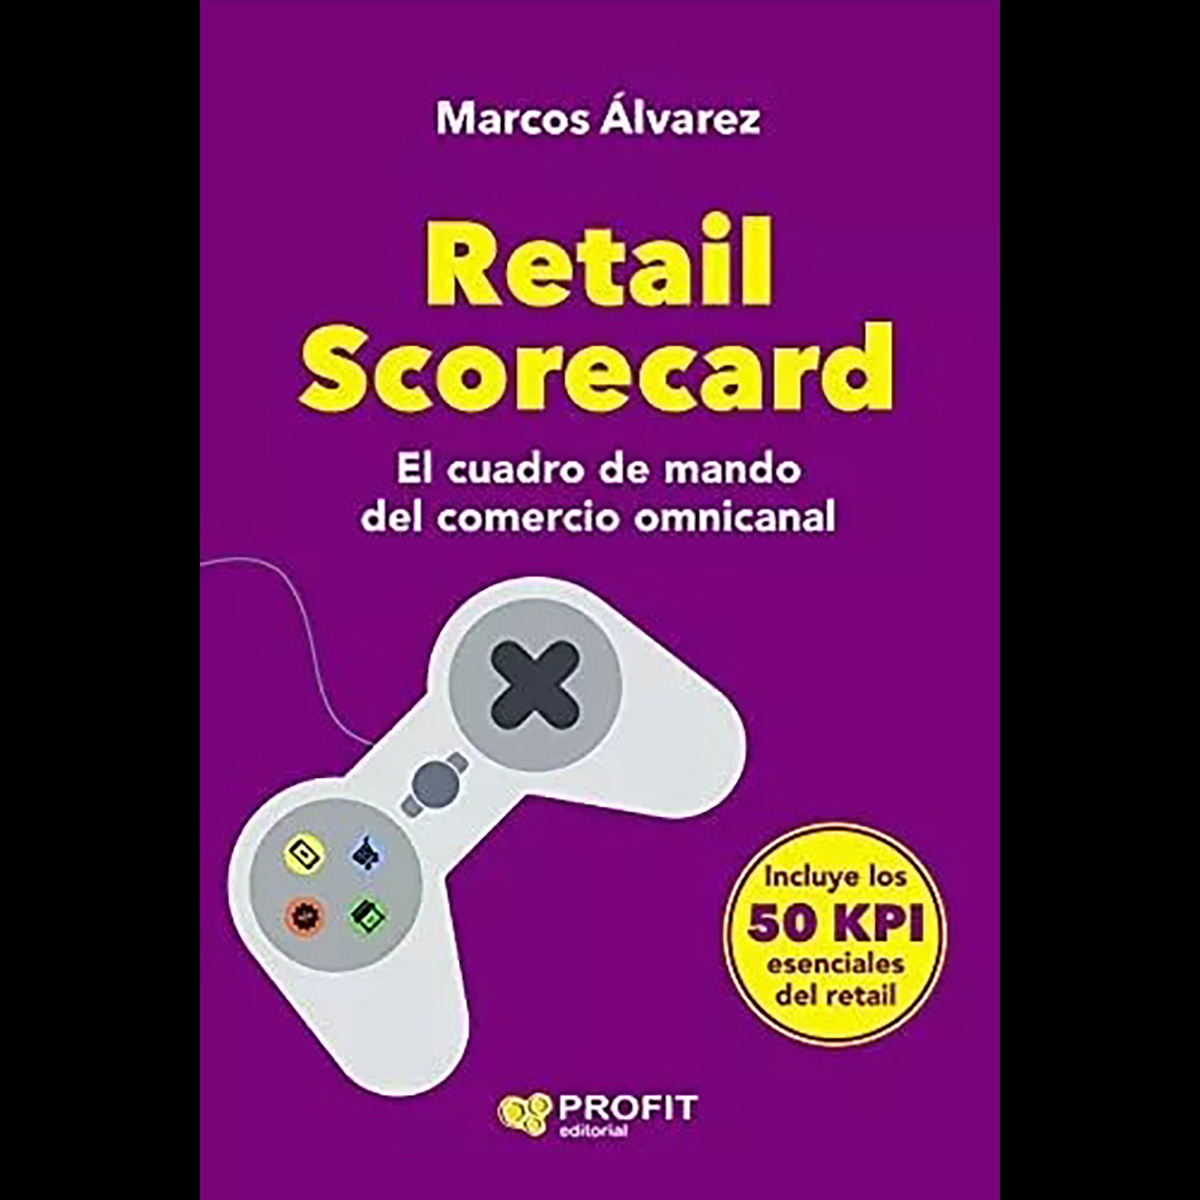 Marcos Álvarez
Retail
Scorecard
El cuadro de mando
del comercio omnicanal
Incluye los
50 KPI
esenciales
del retail
PROFIT
editorial